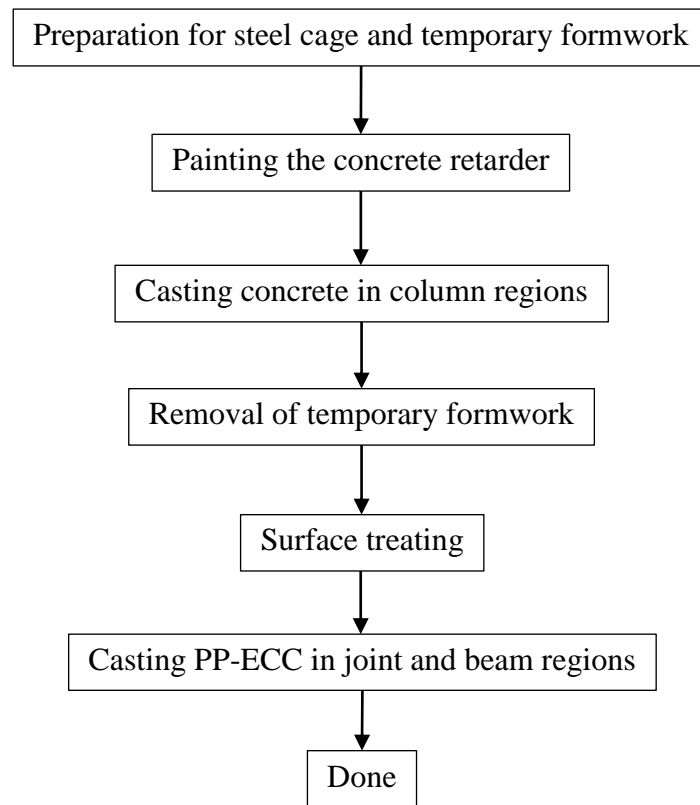 Preparation for steel cage and temporary formwork
Painting the concrete retarder
Casting concrete in column regions
Removal of temporary formwork
Surface treating
Casting PP-ECC in joint and beam regions
Done